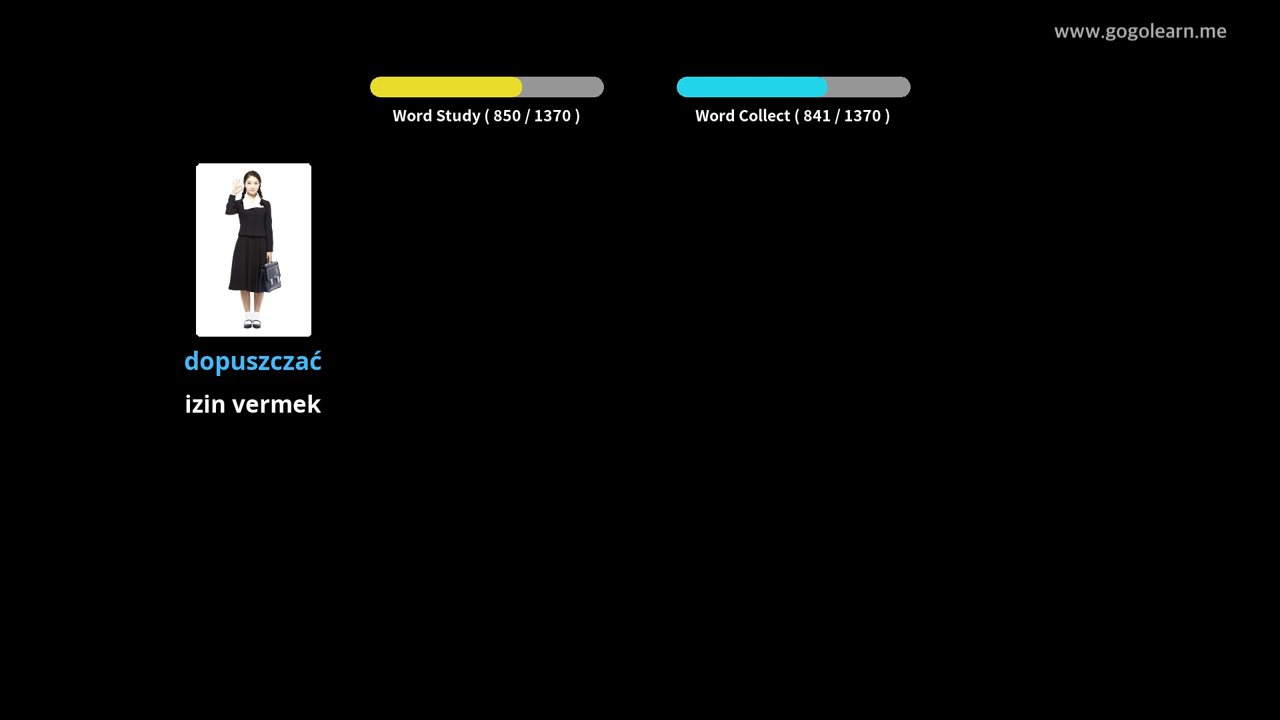 www.gogolearn.me
Word Study ( 850 / 1370 )
Word Collect ( 841 / 1370 )
dopuszczać
izin vermek